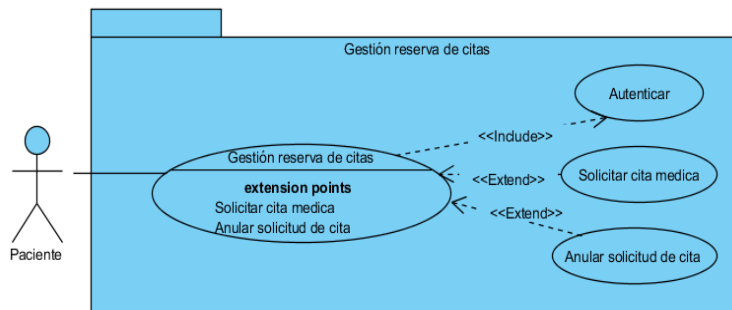 Gestión reserva de citas
Autenticar
<<Include>>
Gestión reserva de citas
<<Extend>>
Solicitar cita medica
extension points
Solicitar cita medica
<<Extend>>
Anular solicitud de cita
Paciente
Anular solicitud de cita